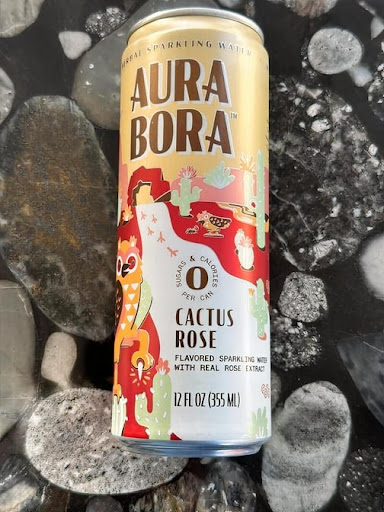 HERBAL SPARKLING WATER
AURA
BORA™
SUGARS & CALORIES
0
PER CAN
CACTUS
ROSE
FLAVORED SPARKLING WATER
WITH REAL ROSE EXTRACT
12 FL OZ (355 ML)